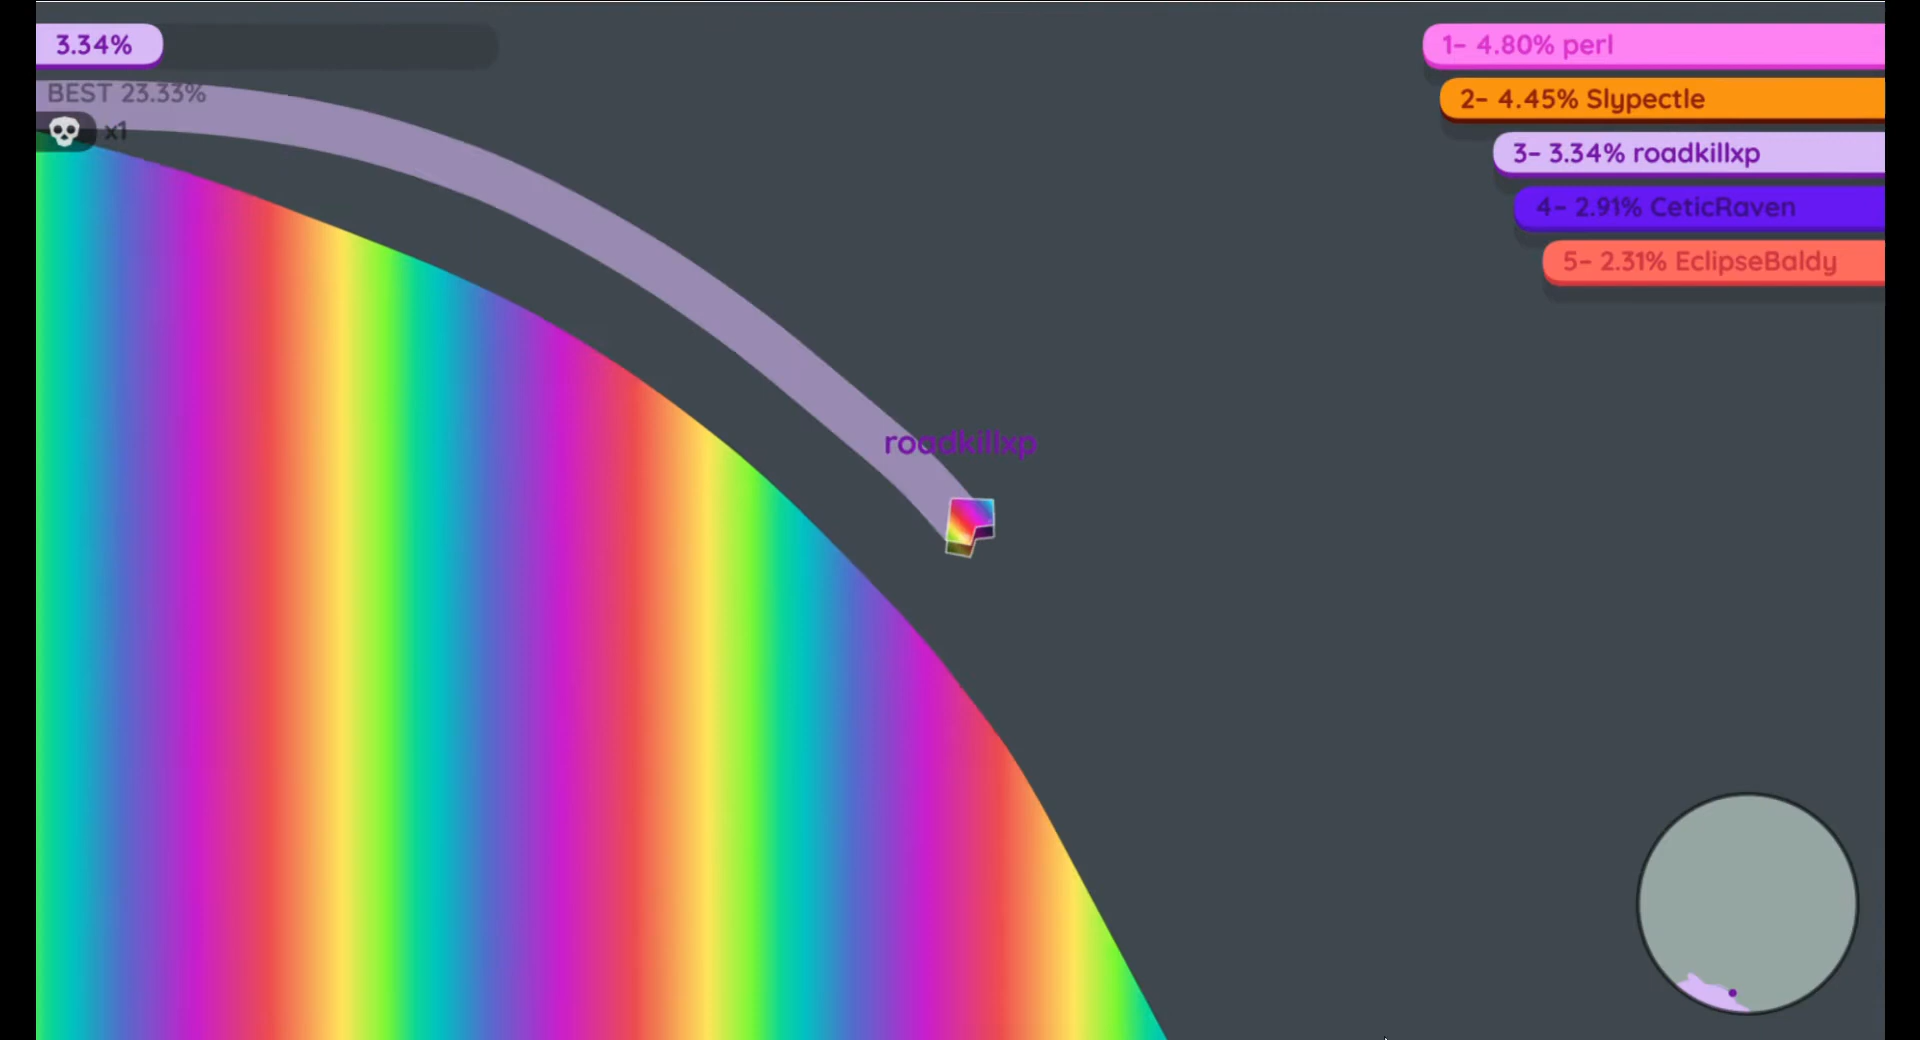 3.34%
BEST 23.33%
x1
1- 4.80% perl
2- 4.45% Slypectle
3- 3.34% roadkillxp
4- 2.91% CeticRaven
5- 2.31% EclipseBaldy
roadkillxp